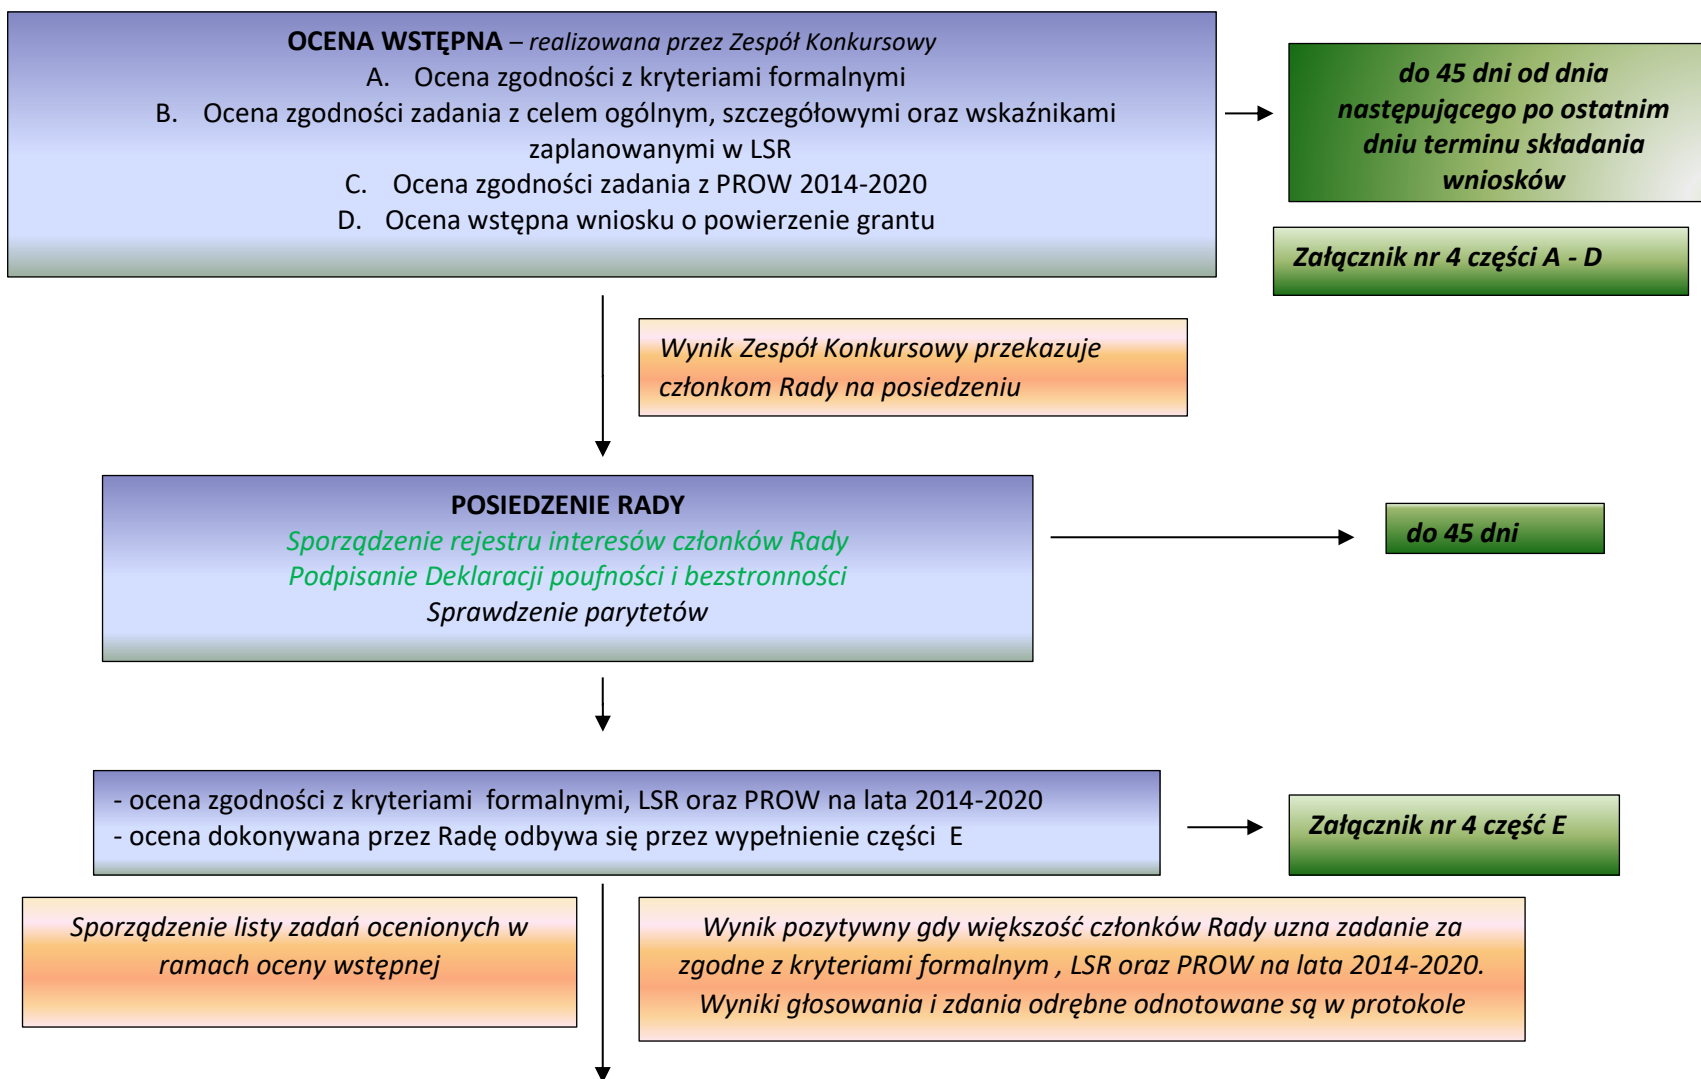 OCENA WSTĘPNA – realizowana przez Zespół Konkursowy
A. Ocena zgodności z kryteriami formalnymi
B. Ocena zgodności zadania z celem ogólnym, szczegółowymi oraz wskaźnikami
zaplanowanymi w LSR
C. Ocena zgodności zadania z PROW 2014-2020
D. Ocena wstępna wniosku o powierzenie grantu
do 45 dni od dnia
następującego po ostatnim
dniu terminu składania
wniosków
Załącznik nr 4 części A - D
Wynik Zespół Konkursowy przekazuje
członkom Rady na posiedzeniu
POSIEDZENIE RADY
Sporządzenie rejestru interesów członków Rady
Podpisanie Deklaracji poufności i bezstronności
Sprawdzenie parytetów
do 45 dni
- ocena zgodności z kryteriami  formalnymi, LSR oraz PROW na lata 2014-2020
- ocena dokonywana przez Radę odbywa się przez wypełnienie części  E
Załącznik nr 4 część E
Sporządzenie listy zadań ocenionych w
ramach oceny wstępnej
Wynik pozytywny gdy większość członków Rady uzna zadanie za
zgodne z kryteriami formalnym , LSR oraz PROW na lata 2014-2020.
Wyniki głosowania i zdania odrębne odnotowane są w protokole